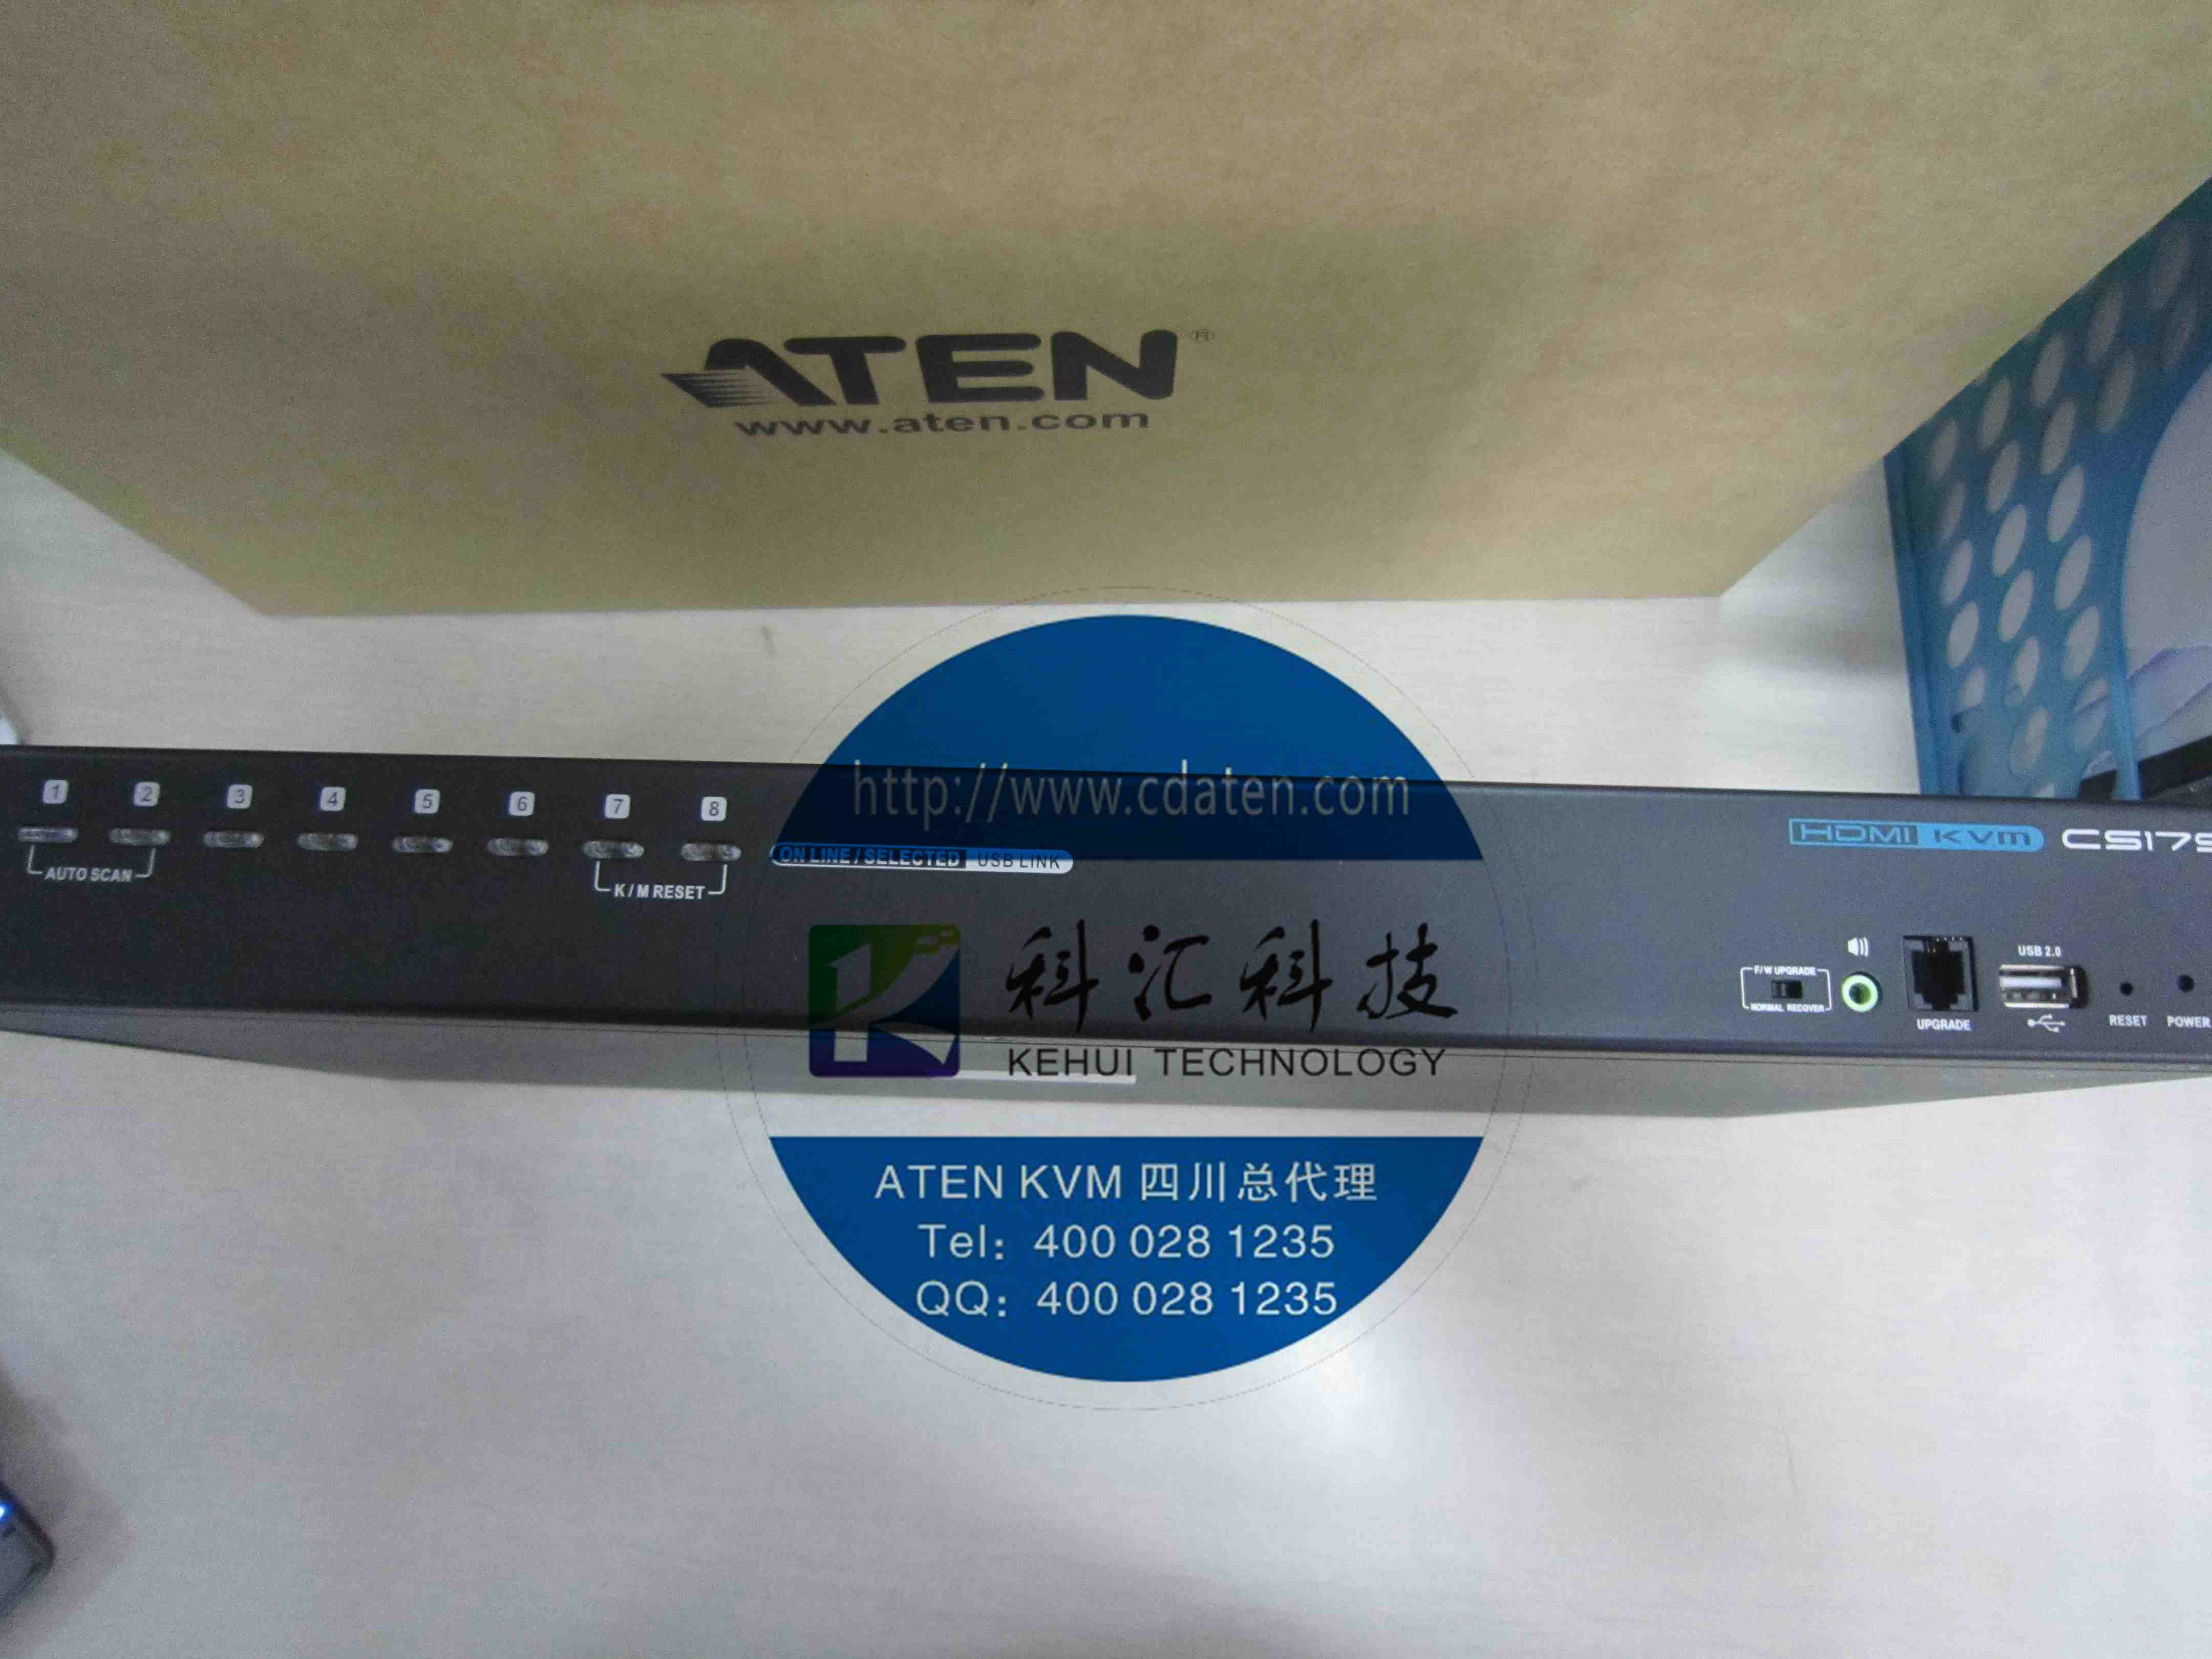 ATEN®
www.aten.com
http://www.cdaten.com
1 2 3 4 5 6 7 8
AUTO SCAN
K / M RESET
ON LINE / SELECTED USB LINK
HDMI KVM CS179
科汇科技
KEHUI TECHNOLOGY
F/W UPGRADE
NORMAL RECOVER
UPGRADE
USB 2.0
RESET
POWER
ATEN KVM 四川总代理
Tel：400 028 1235
QQ：400 028 1235